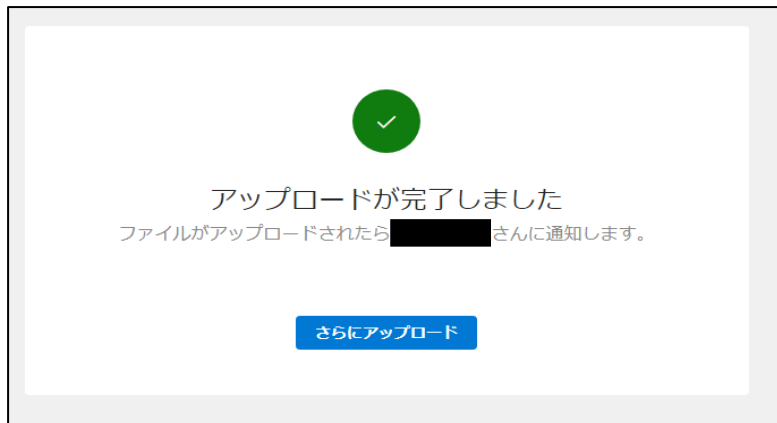 アップロードが完了しました
ファイルがアップロードされたら さんに通知します。
さらにアップロード